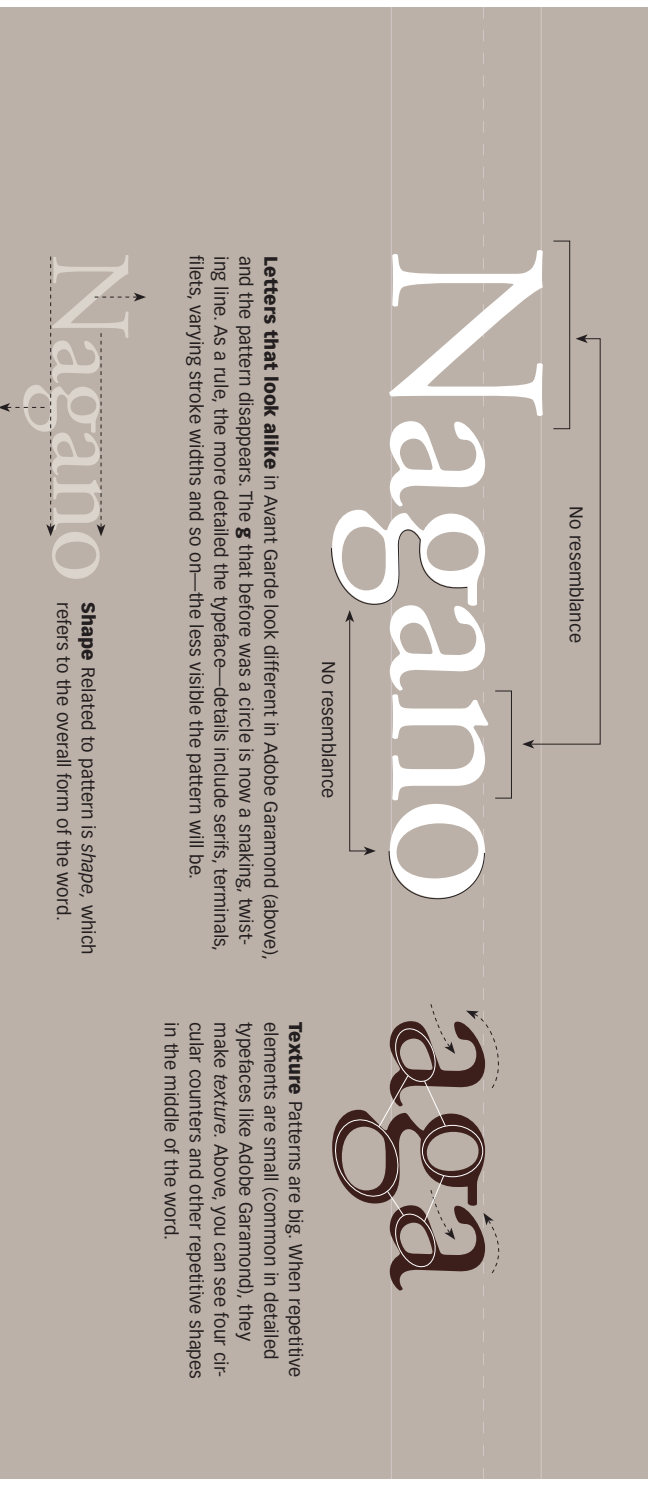 No resemblance
Nagano
No resemblance
aga
Letters that look alike in Avant Garde look different in Adobe Garamond (above),
and the pattern disappears. The g that before was a circle is now a snaking, twist-
ing line. As a rule, the more detailed the typeface—details include serifs, terminals,
filets, varying stroke widths and so on—the less visible the pattern will be.
Texture Patterns are big. When repetitive
elements are small (common in detailed
typefaces like Adobe Garamond), they
make texture. Above, you can see four cir-
cular counters and other repetitive shapes
in the middle of the word.
Nagano
Shape Related to pattern is shape, which
refers to the overall form of the word.